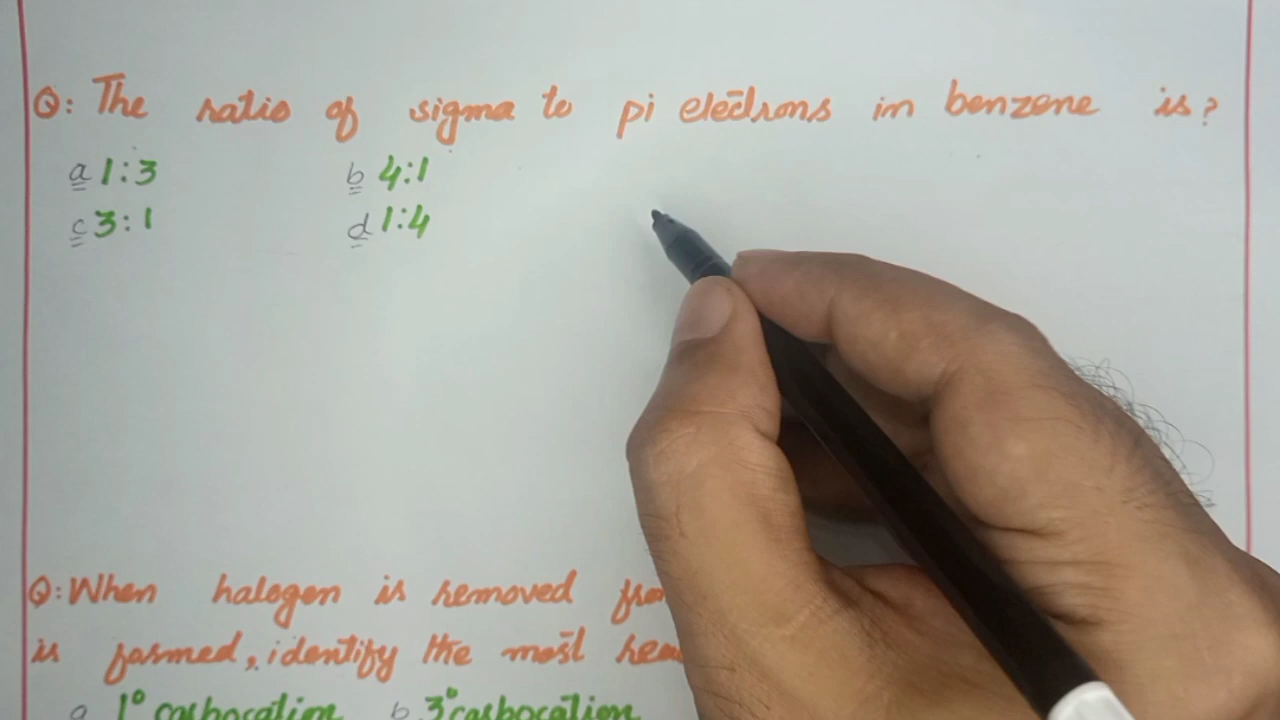 Q: The ratio of sigma to pi electrons in benzene is?
a 1:3 b 4:1
c 3:1 d 1:4
Q: When halogen is removed
is formed, identify the most
a 1° carbocation b 3° carbocation